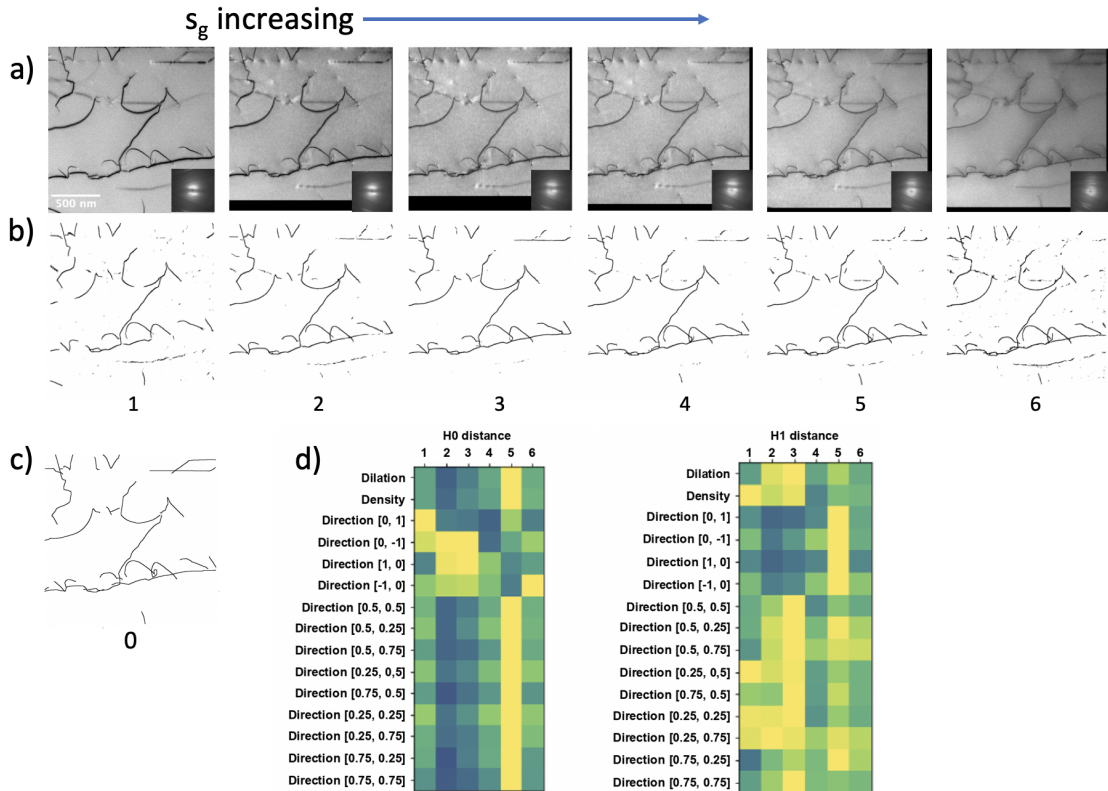 s_g increasing
a)
500 nm
b)
1 2 3 4 5 6
c)
0
d)
H0 distance
1 2 3 4 5 6
Dilation
Density
Direction [0, 1]
Direction [0, -1]
Direction [1, 0]
Direction [-1, 0]
Direction [0.5, 0.5]
Direction [0.5, 0.25]
Direction [0.5, 0.75]
Direction [0.25, 0,5]
Direction [0.75, 0.5]
Direction [0.25, 0.25]
Direction [0.25, 0.75]
Direction [0.75, 0.25]
Direction [0.75, 0.75]
H1 distance
1 2 3 4 5 6
Dilation
Density
Direction [0, 1]
Direction [0, -1]
Direction [1, 0]
Direction [-1, 0]
Direction [0.5, 0.5]
Direction [0.5, 0.25]
Direction [0.5, 0.75]
Direction [0.25, 0,5]
Direction [0.75, 0.5]
Direction [0.25, 0.25]
Direction [0.25, 0.75]
Direction [0.75, 0.25]
Direction [0.75, 0.75]